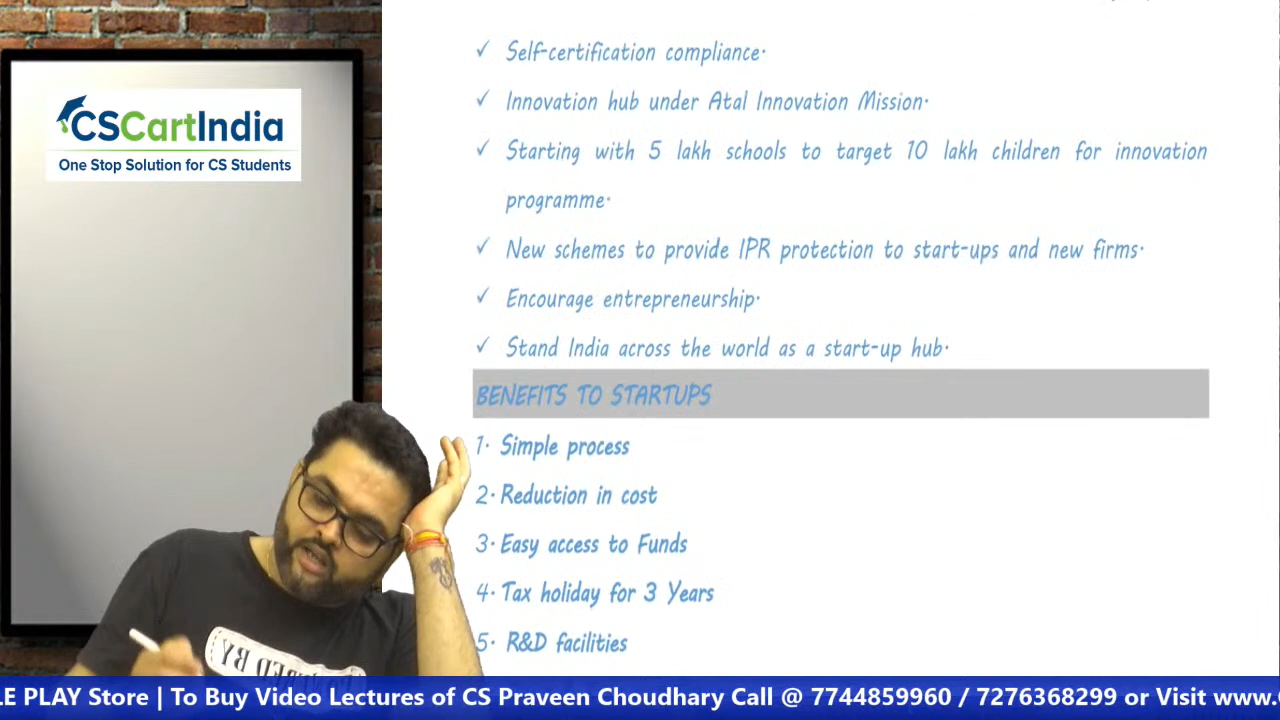 CSCartIndia
One Stop Solution for CS Students
✓ Self-certification compliance·
✓ Innovation hub under Atal Innovation Mission·
✓ Starting with 5 lakh schools to target 10 lakh children for innovation
programme·
✓ New schemes to provide IPR protection to start-ups and new firms·
✓ Encourage entrepreneurship·
✓ Stand India across the world as a start-up hub·
BENEFITS TO STARTUPS
1· Simple process
2· Reduction in cost
3· Easy access to Funds
4· Tax holiday for 3 Years
5· R&D facilities
LE PLAY Store | To Buy Video Lectures of CS Praveen Choudhary Call @ 7744859960 / 7276368299 or Visit www.